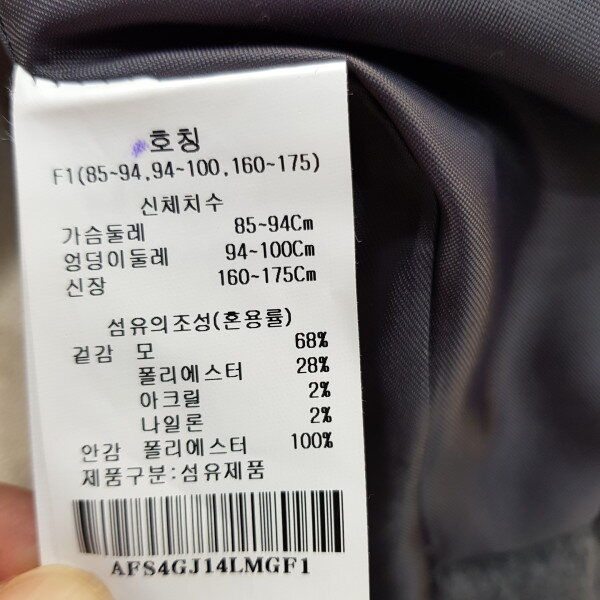 호칭
F1(85~94,94~100,160~175)
신체치수
가슴둘레 85~94Cm
엉덩이둘레 94~100Cm
신장 160~175Cm
섬유의조성(혼용률)
겉감 모 68%
폴리에스터 28%
아크릴 2%
나일론 2%
안감 폴리에스터 100%
제품구분:섬유제품
AFS4GJ14LMGF1